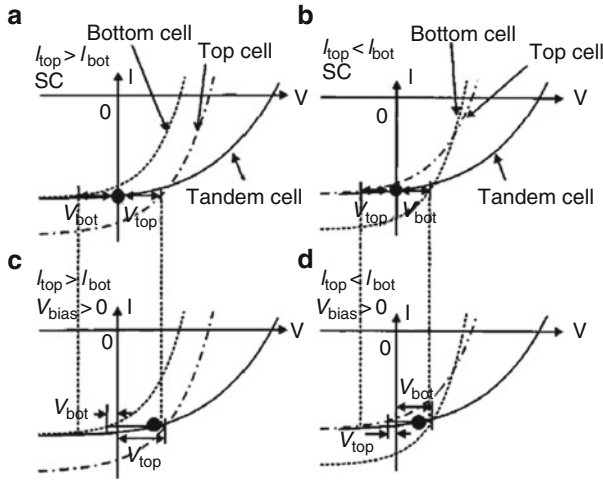 a
I_top > I_bot
SC
Bottom cell
I
Top cell
V
0
Tandem cell
V_bot
V_top
b
I_top < I_bot
SC
Bottom cell
I
Top cell
V
0
Tandem cell
V_top
V_bot
c
I_top > I_bot
V_bias > 0
I
V
0
V_bot
V_top
d
I_top < I_bot
V_bias > 0
I
V
0
V_bot
V_top